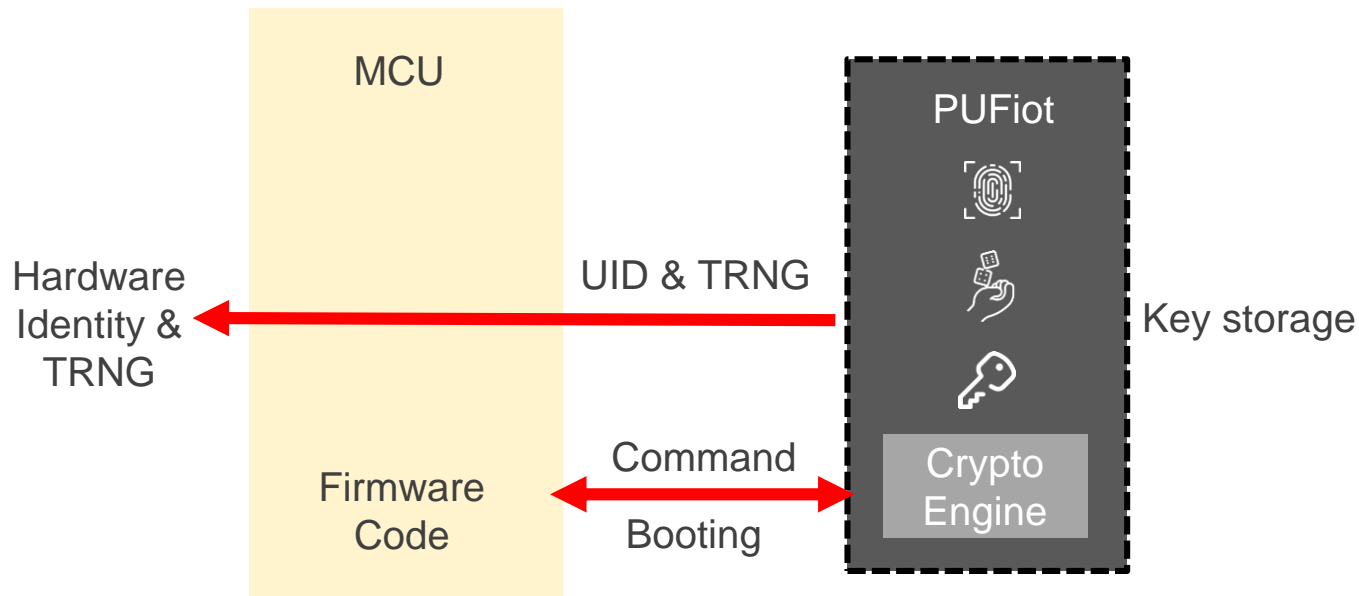 MCU
PUFiot
UID & TRNG
Hardware
Identity &
TRNG
Key storage
Command
Booting
Firmware
Code
Crypto
Engine